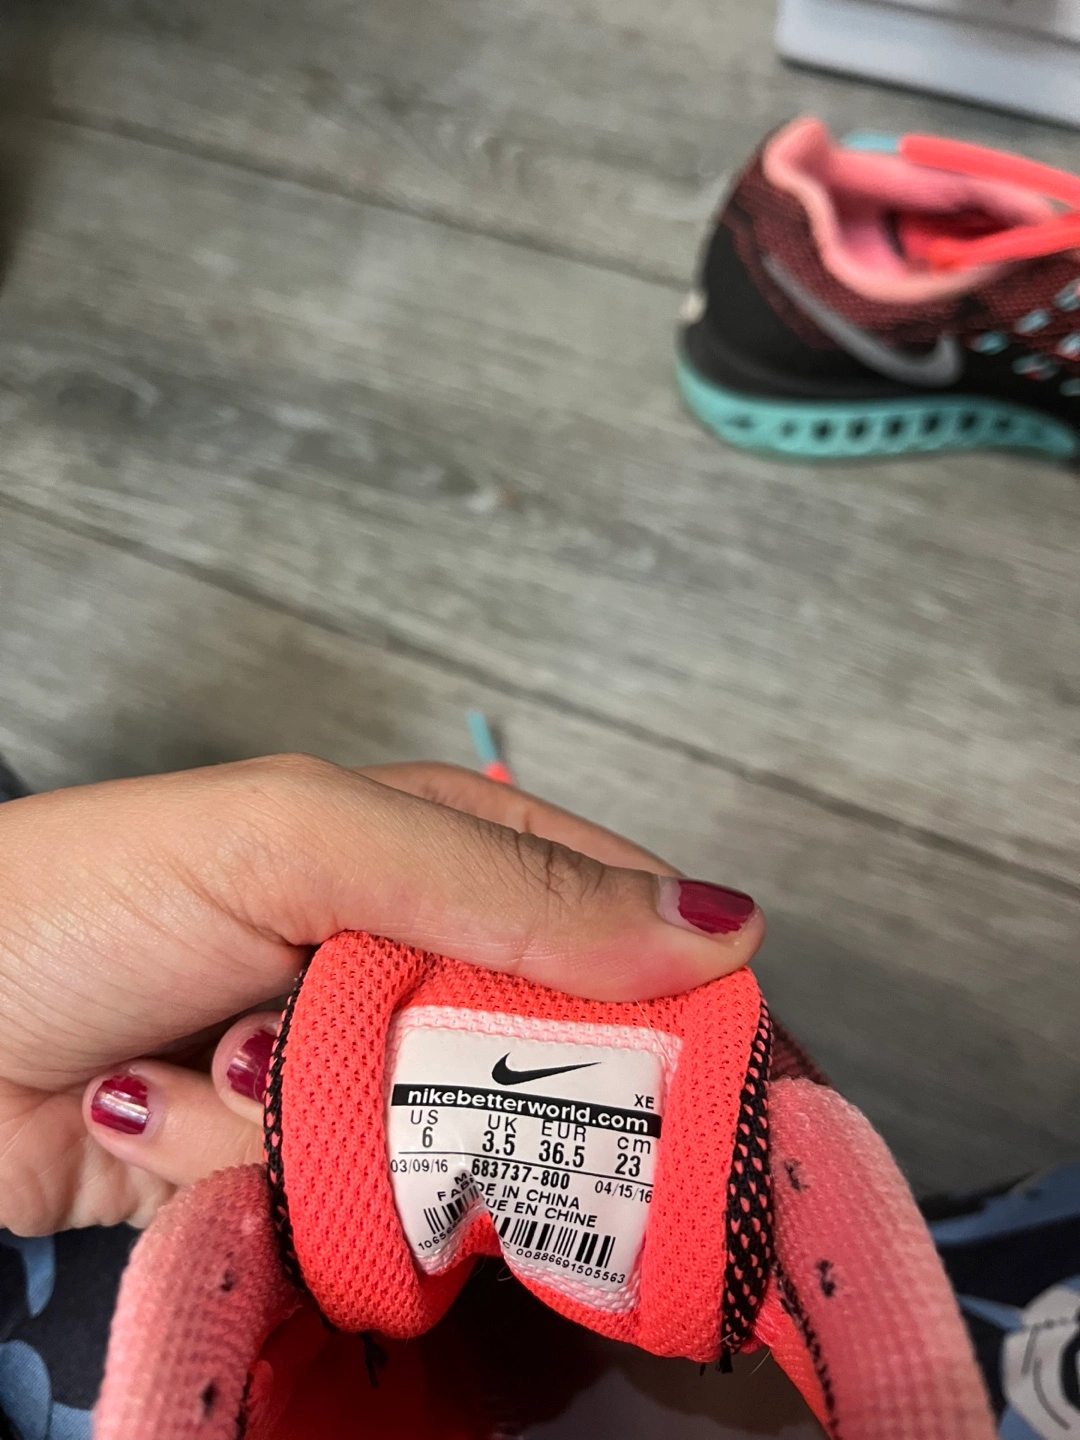 XE
nikebetterworld.com
US UK EUR cm
6 3.5 36.5 23
03/09/16 683737-800 04/15/16
DE IN CHINA
UE EN CHINE
00886691505563